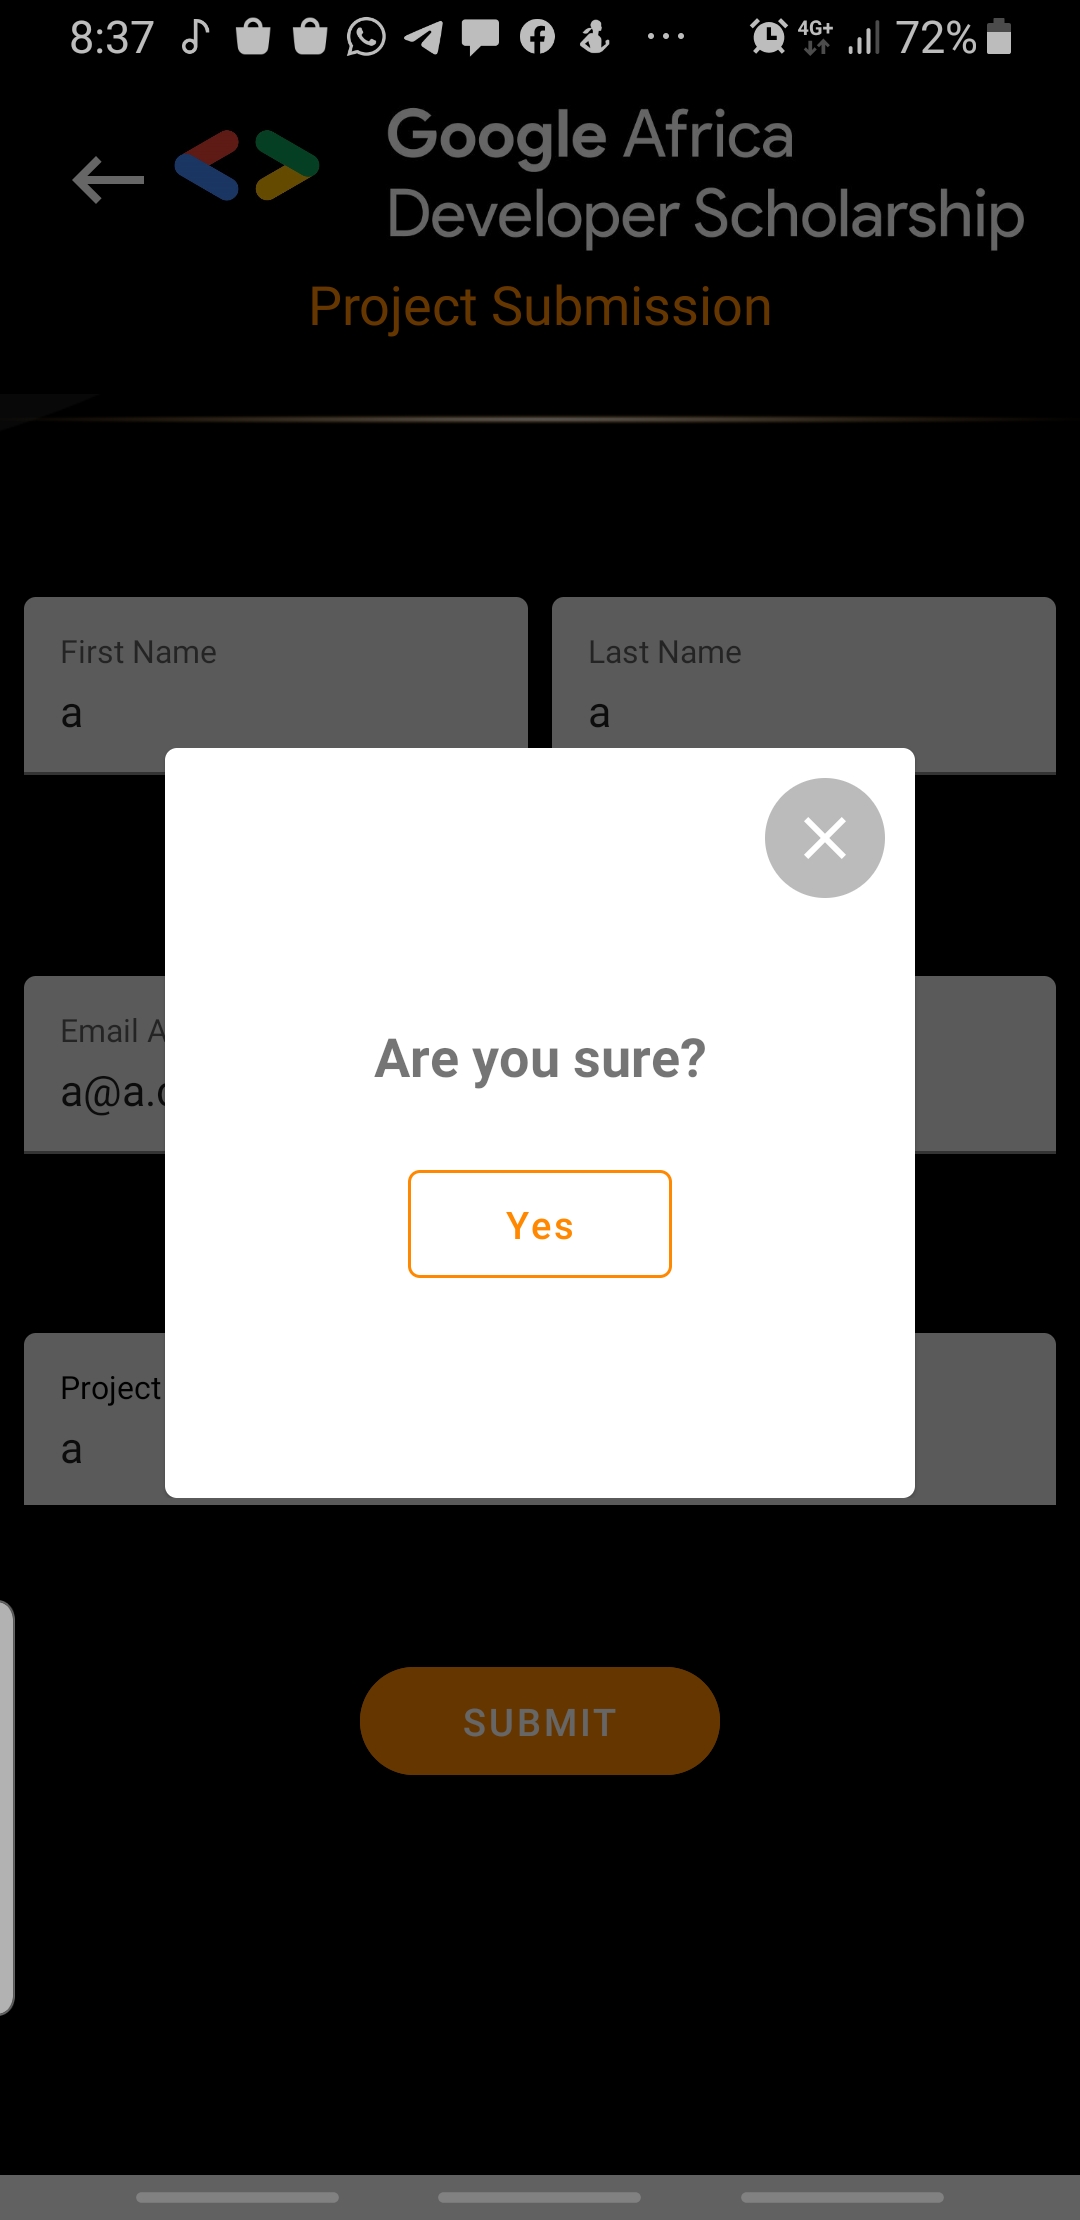 8:37 4G+ 72%
Google Africa
Developer Scholarship
Project Submission
First Name
Last Name
a
a
Email A
a@a.c
Are you sure?
Yes
Project
a
SUBMIT